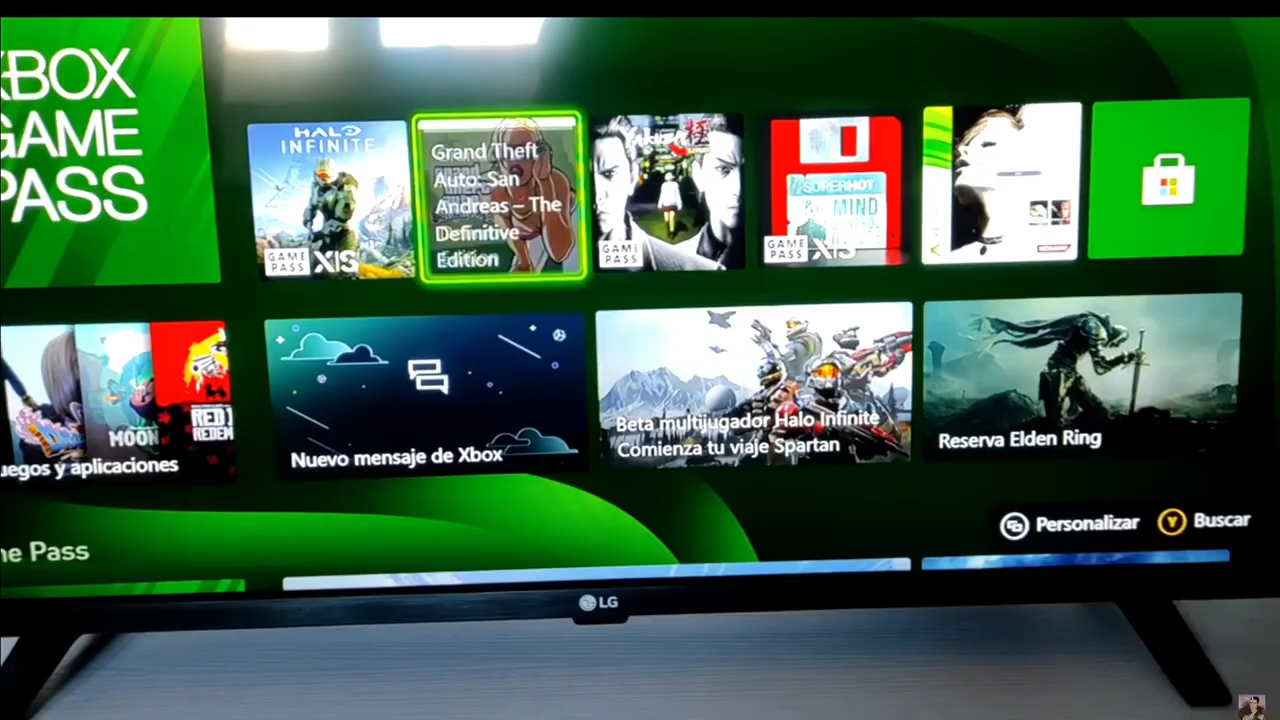 XBOX
GAME
PASS
HALO
INFINITE
GAME
PASS
X|S
Grand Theft
Auto: San
Andreas – The
Definitive
Edition
GAME
PASS
SUPERHOT
MIND
GAME
PASS
X|S
KONAMI
MOON
RED
uegos y aplicaciones
Nuevo mensaje de Xbox
Beta multijugador Halo Infinite
Comienza tu viaje Spartan
Reserva Elden Ring
Personalizar
Y Buscar
me Pass
LG